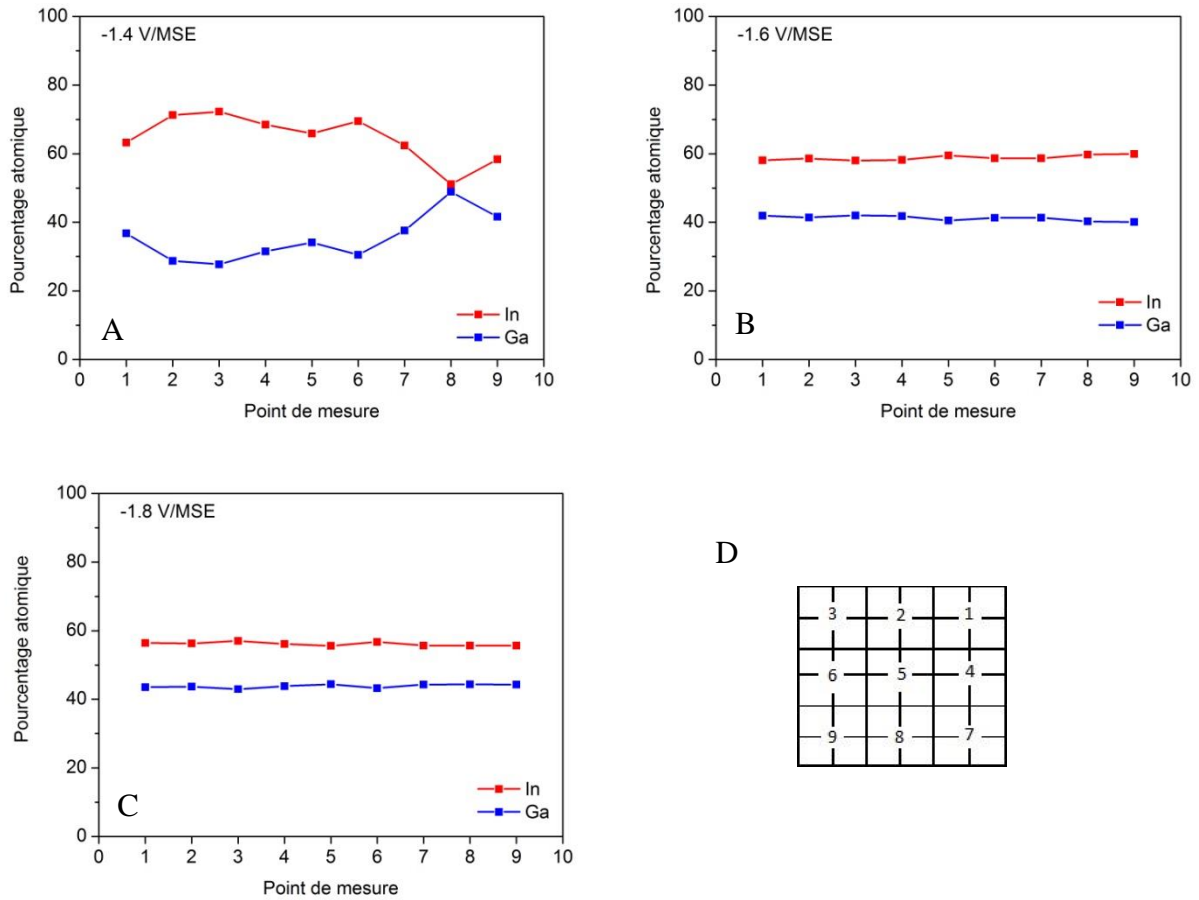 -1.4 V/MSE
Pourcentage atomique
100
80
60
40
20
0
In
Ga
A
0 1 2 3 4 5 6 7 8 9 10
Point de mesure
-1.6 V/MSE
Pourcentage atomique
100
80
60
40
20
0
In
Ga
B
0 1 2 3 4 5 6 7 8 9 10
Point de mesure
-1.8 V/MSE
Pourcentage atomique
100
80
60
40
20
0
In
Ga
C
0 1 2 3 4 5 6 7 8 9 10
Point de mesure
D
3 2 1
6 5 4
9 8 7